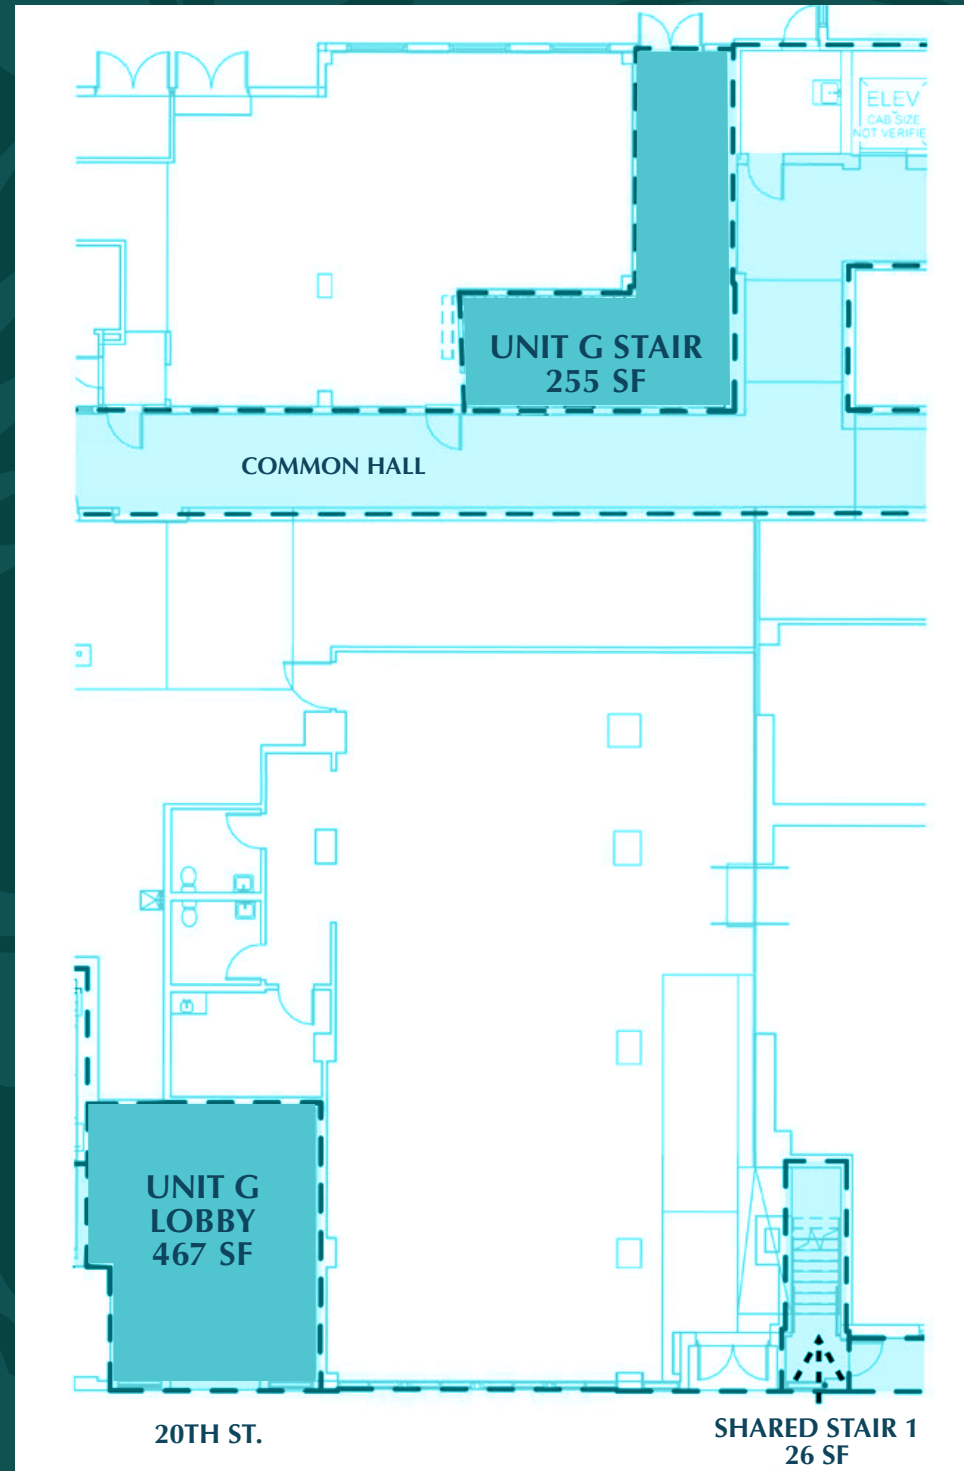 ELEV
CAB SIZE
NOT VERIFIE
UNIT G STAIR
255 SF
COMMON HALL
UNIT G
LOBBY
467 SF
20TH ST.
SHARED STAIR 1
26 SF